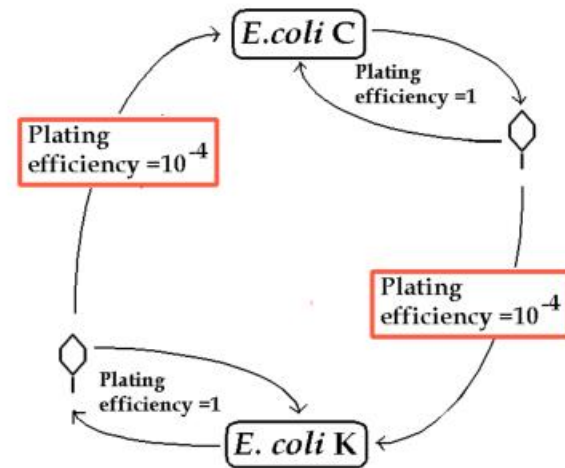 E.coli C
Plating
efficiency =1
Plating
efficiency =10-4
Plating
efficiency =10-4
Plating
efficiency =1
E. coli K